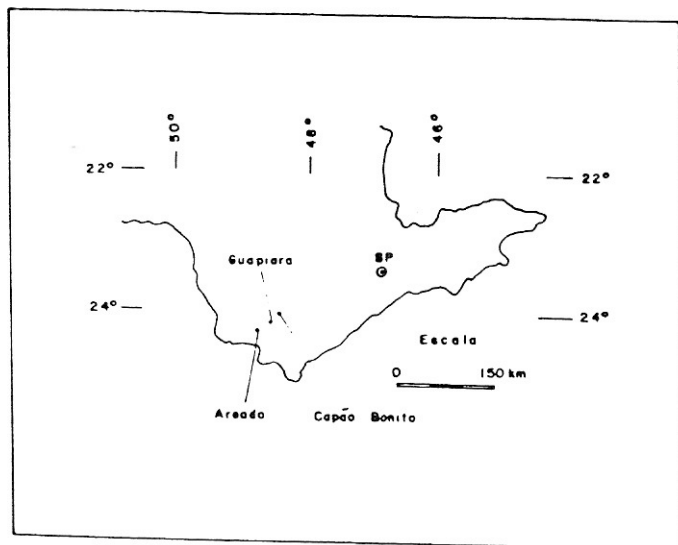 50°
48°
46°
22°
22°
SP
Guapiara
24°
24°
Escala
0 150 km
Areado
Capão Bonito